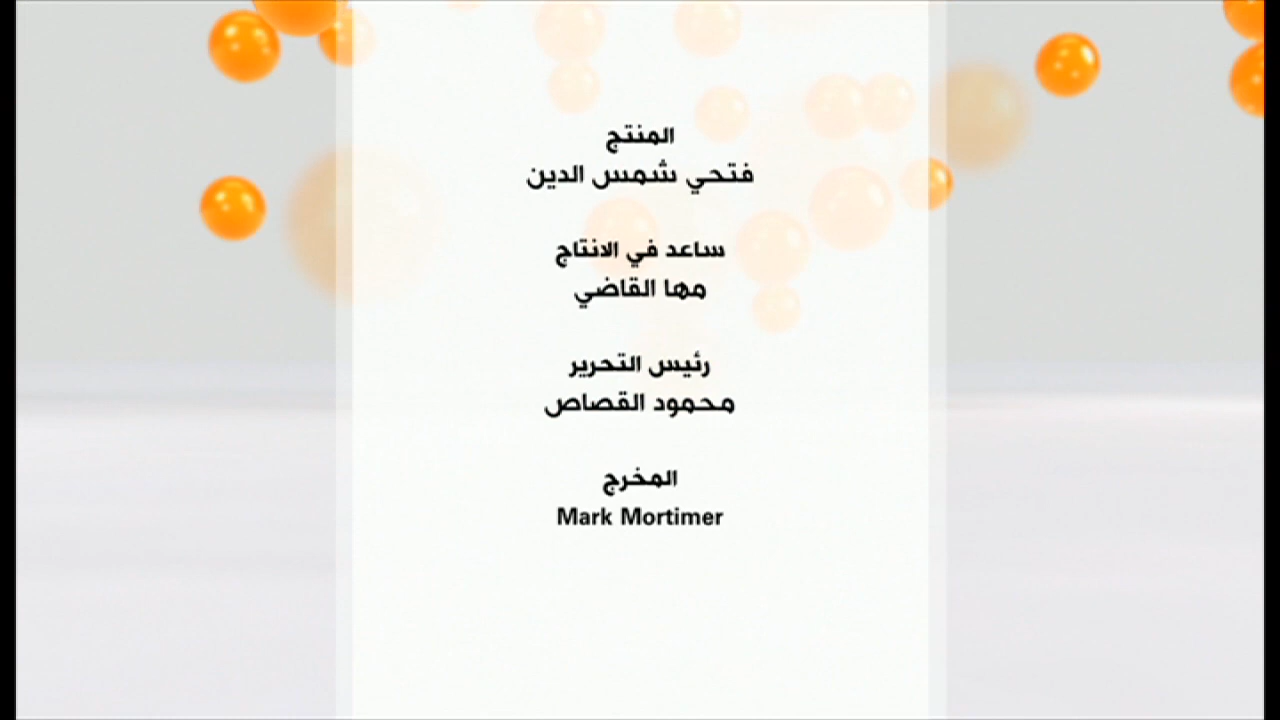 المنتج
فتحي شمس الدين
ساعد في الانتاج
مها القاضي
رئيس التحرير
محمود القصاص
المخرج
Mark Mortimer